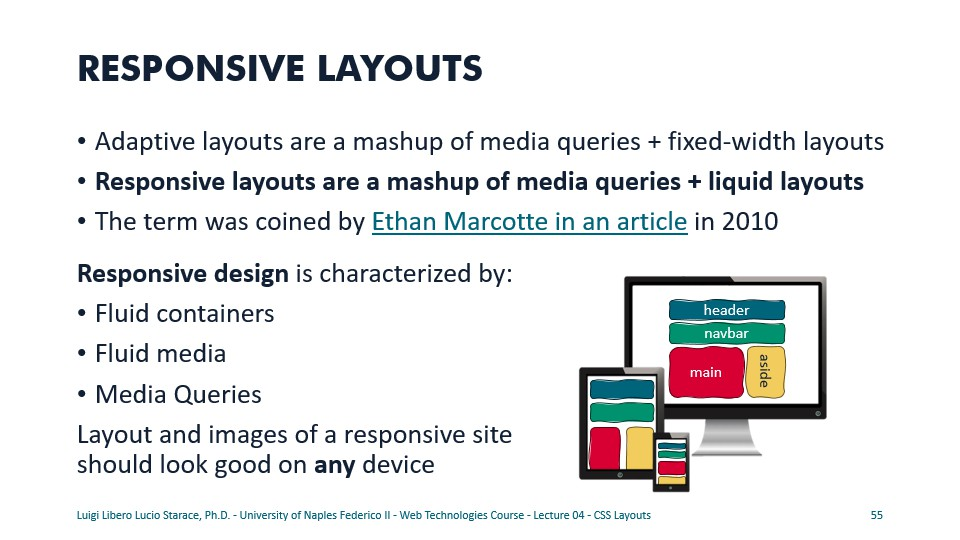 RESPONSIVE LAYOUTS
• Adaptive layouts are a mashup of media queries + fixed-width layouts
• Responsive layouts are a mashup of media queries + liquid layouts
• The term was coined by Ethan Marcotte in an article in 2010
Responsive design is characterized by:
• Fluid containers
• Fluid media
• Media Queries
Layout and images of a responsive site
should look good on any device
header
navbar
main
aside
Luigi Libero Lucio Starace, Ph.D. - University of Naples Federico II - Web Technologies Course - Lecture 04 - CSS Layouts
55